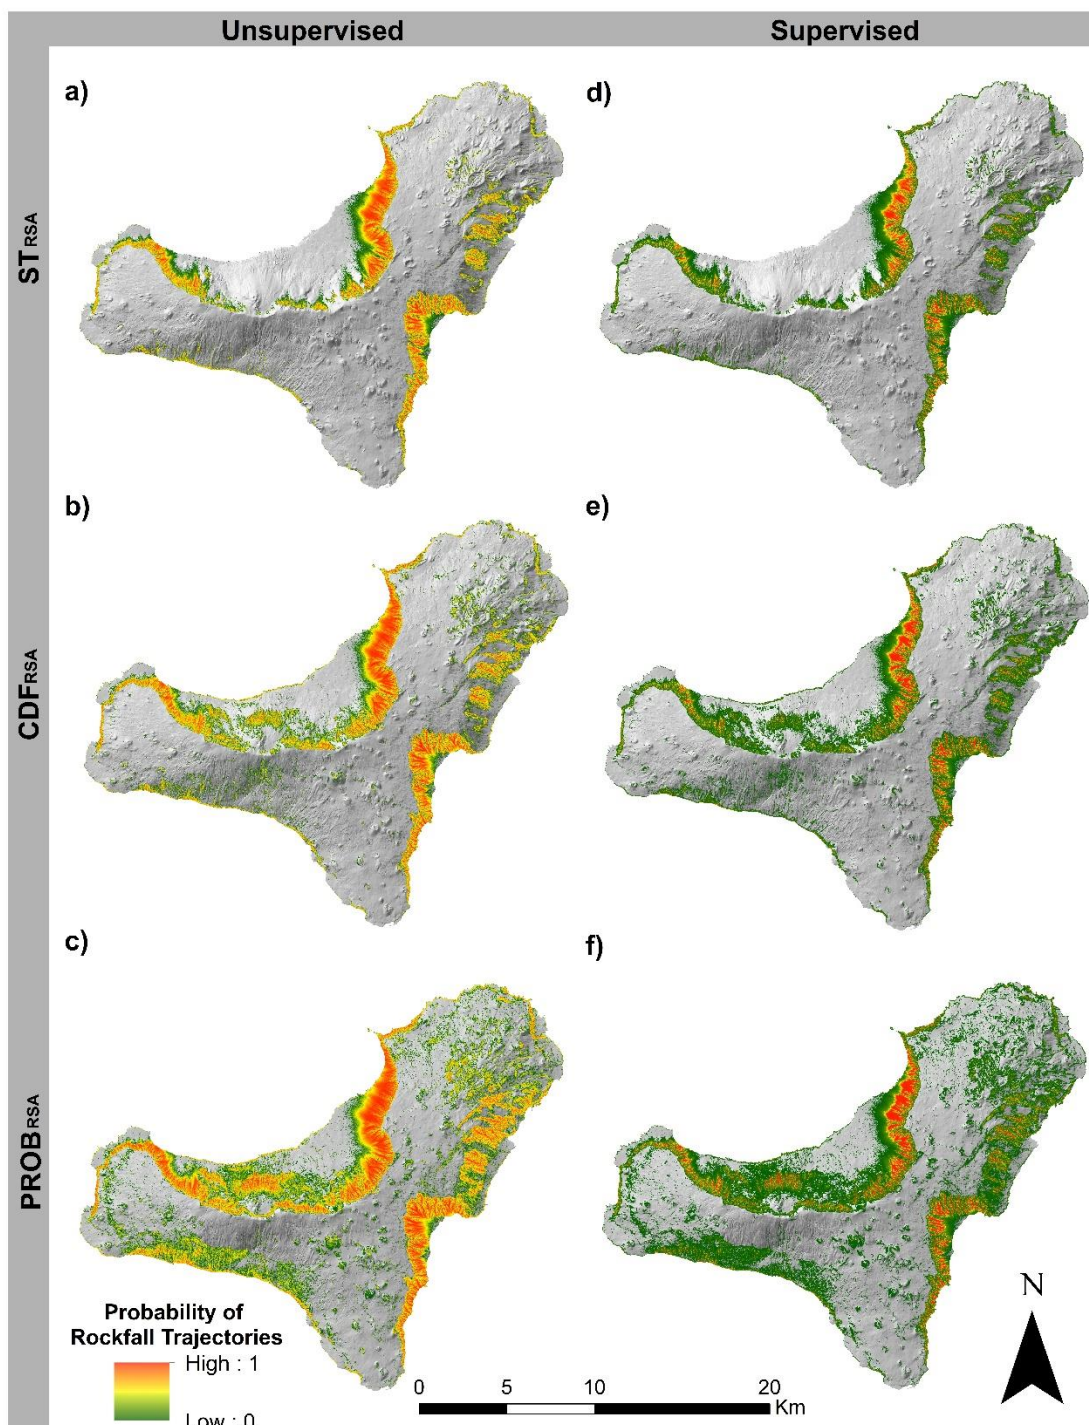 Unsupervised
Supervised
STRSA
a)
d)
CDFRSA
b)
e)
PROBRSA
c)
f)
Probability of
Rockfall Trajectories
High : 1
Low : 0
0 5 10 20
Km
N